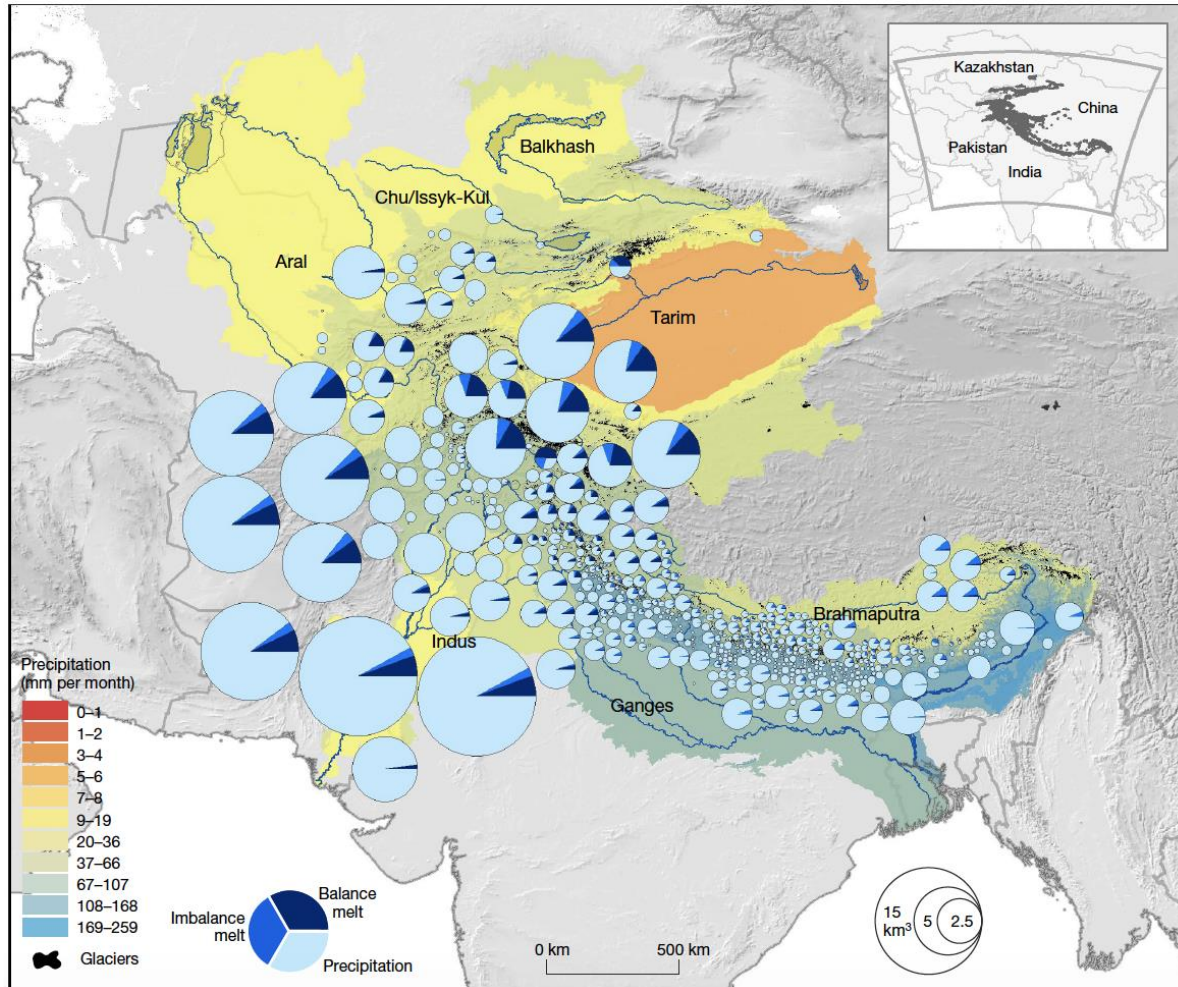 Kazakhstan
China
Pakistan
India
Balkhash
Chu/Issyk-Kul
Aral
Tarim
Brahmaputra
Indus
Ganges
Precipitation
(mm per month)
0–1
1–2
3–4
5–6
7–8
9–19
20–36
37–66
67–107
108–168
169–259
Glaciers
Balance
melt
Imbalance
melt
Precipitation
0 km 500 km
15
km³
5
2.5